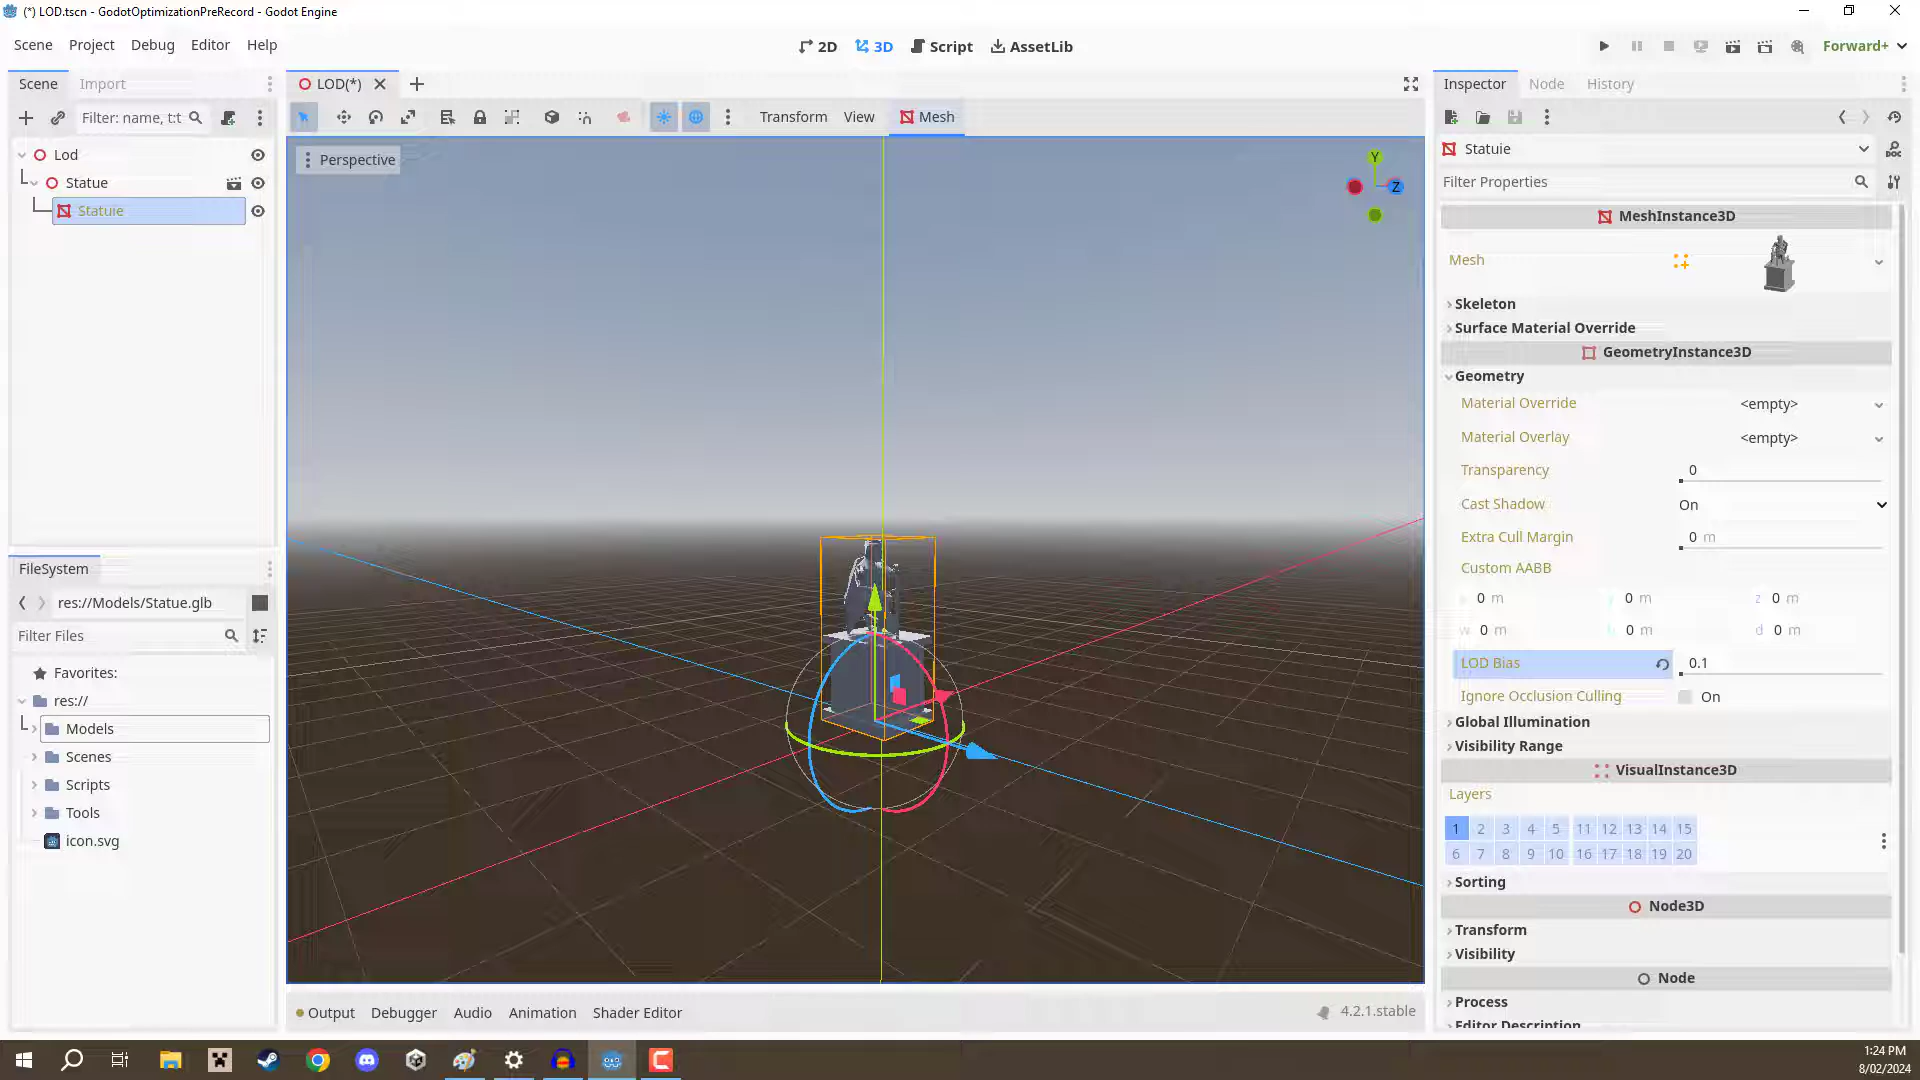 (*) LOD.tscn - GodotOptimizationPreRecord - Godot Engine
Scene Project Debug Editor Help
2D 3D Script AssetLib
Forward+
Scene Import
Filter: name, t:t
Lod
Statue
Statuie
FileSystem
res://Models/Statue.glb
Filter Files
Favorites:
res://
Models
Scenes
Scripts
Tools
icon.svg
LOD(*)
Transform View Mesh
Perspective
Y
Z
Output Debugger Audio Animation Shader Editor
4.2.1.stable
Inspector Node History
Statuie
DOC
Filter Properties
MeshInstance3D
Mesh
Skeleton
Surface Material Override
GeometryInstance3D
Geometry
Material Override <empty>
Material Overlay <empty>
Transparency 0
Cast Shadow On
Extra Cull Margin 0 m
Custom AABB
0 m y 0 m z 0 m
w 0 m 0 m d 0 m
LOD Bias 0.1
Ignore Occlusion Culling On
Global Illumination
Visibility Range
VisualInstance3D
Layers
1 2 3 4 5 11 12 13 14 15
6 7 8 9 10 16 17 18 19 20
Sorting
Node3D
Transform
Visibility
Node
Process
Editor Description
1:24 PM
8/02/2024